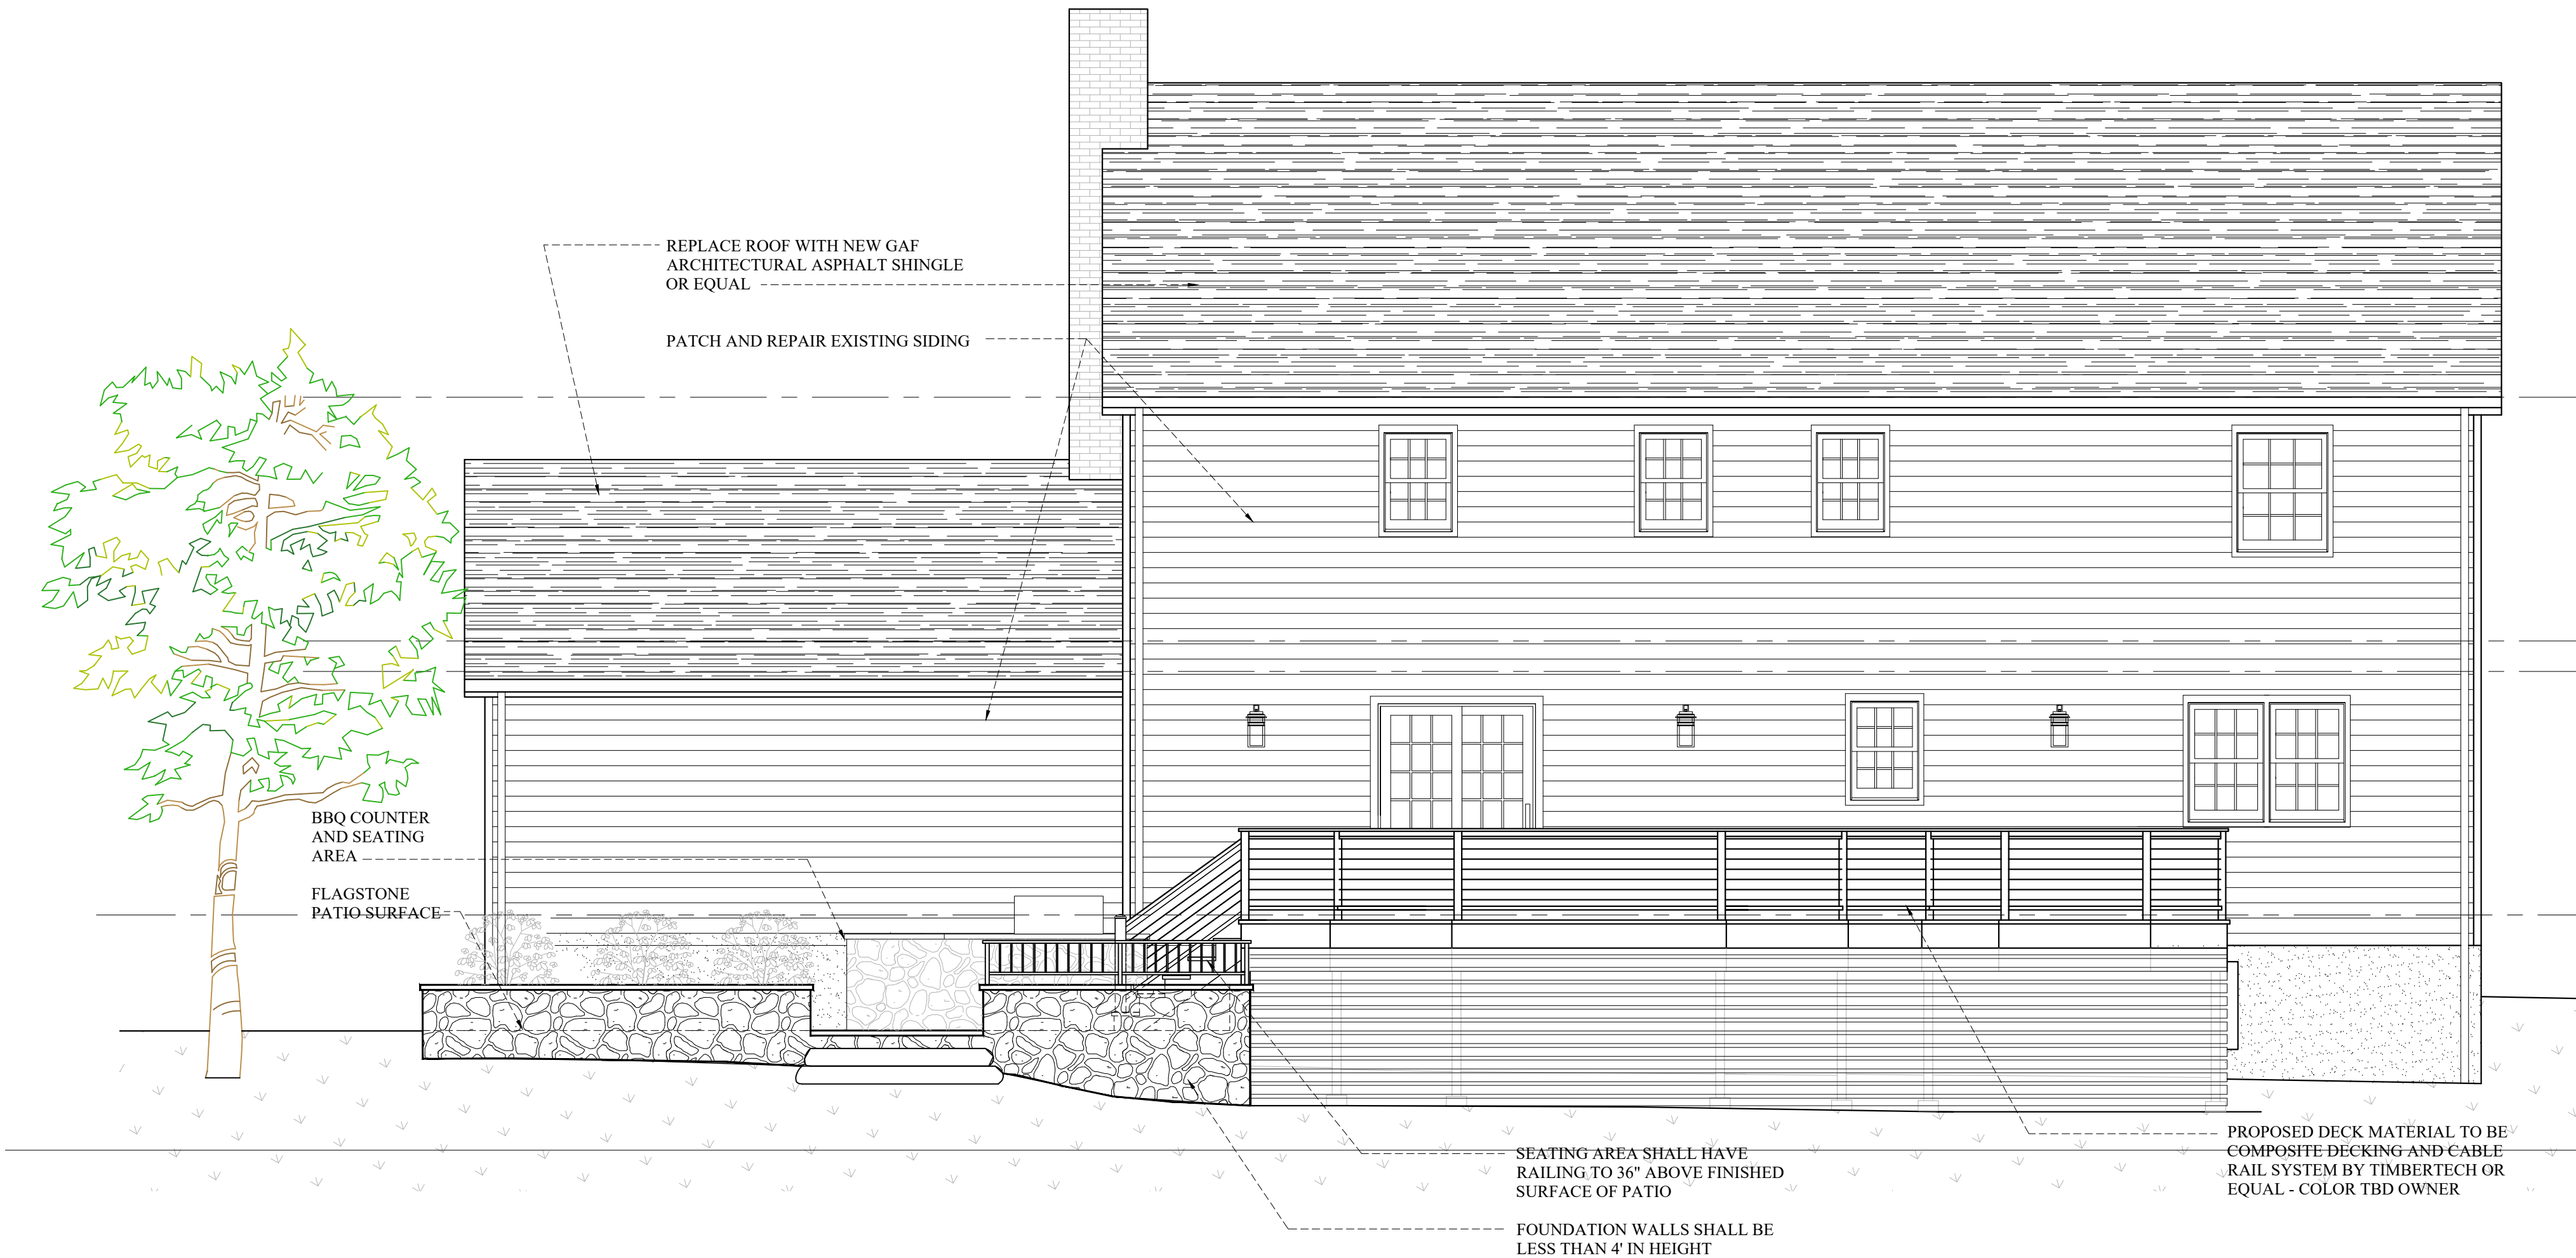 REPLACE ROOF WITH NEW GAF
ARCHITECTURAL ASPHALT SHINGLE
OR EQUAL
PATCH AND REPAIR EXISTING SIDING
BBQ COUNTER
AND SEATING
AREA
FLAGSTONE
PATIO SURFACE
SEATING AREA SHALL HAVE
RAILING TO 36" ABOVE FINISHED
SURFACE OF PATIO
FOUNDATION WALLS SHALL BE
LESS THAN 4' IN HEIGHT
PROPOSED DECK MATERIAL TO BE
COMPOSITE DECKING AND CABLE
RAIL SYSTEM BY TIMBERTECH OR
EQUAL - COLOR TBD OWNER